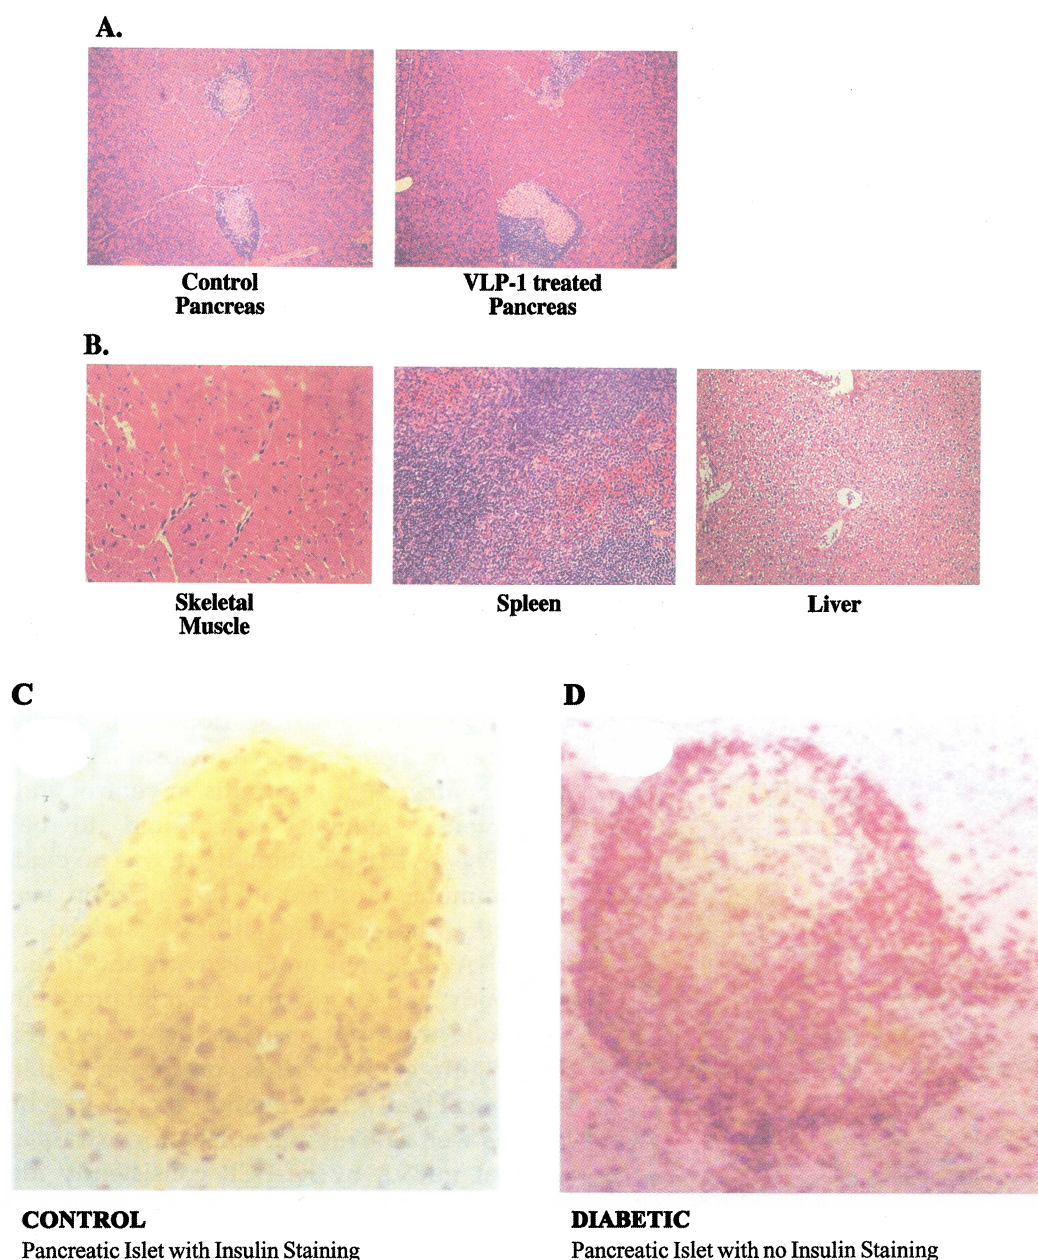 A.
Control
Pancreas
VLP-1 treated
Pancreas
B.
Skeletal
Muscle
Spleen
Liver
C
D
CONTROL
Pancreatic Islet with Insulin Staining
DIABETIC
Pancreatic Islet with no Insulin Staining